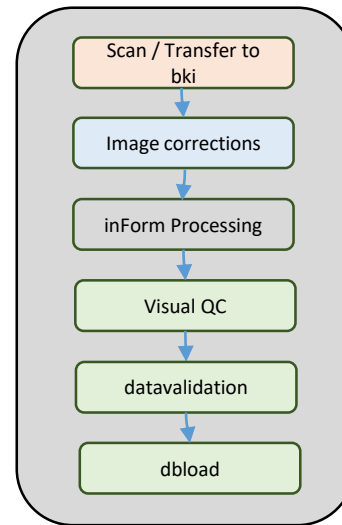 Scan / Transfer to
bki
Image corrections
inForm Processing
Visual QC
datavalidation
dbload